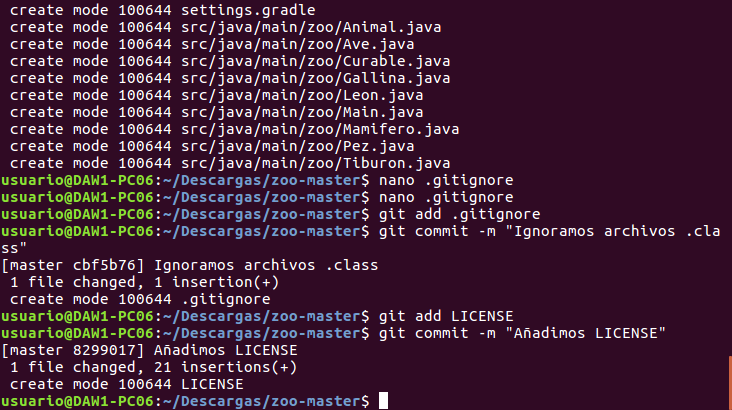 create mode 100644 settings.gradle
create mode 100644 src/java/main/zoo/Animal.java
create mode 100644 src/java/main/zoo/Ave.java
create mode 100644 src/java/main/zoo/Curable.java
create mode 100644 src/java/main/zoo/Gallina.java
create mode 100644 src/java/main/zoo/Leon.java
create mode 100644 src/java/main/zoo/Main.java
create mode 100644 src/java/main/zoo/Mamifero.java
create mode 100644 src/java/main/zoo/Pez.java
create mode 100644 src/java/main/zoo/Tiburon.java
usuario@DAW1-PC06:~/Descargas/zoo-master$ nano .gitignore
usuario@DAW1-PC06:~/Descargas/zoo-master$ nano .gitignore
usuario@DAW1-PC06:~/Descargas/zoo-master$ git add .gitignore
usuario@DAW1-PC06:~/Descargas/zoo-master$ git commit -m "Ignoramos archivos .cla
ss"
[master cbf5b76] Ignoramos archivos .class
1 file changed, 1 insertion(+)
create mode 100644 .gitignore
usuario@DAW1-PC06:~/Descargas/zoo-master$ git add LICENSE
usuario@DAW1-PC06:~/Descargas/zoo-master$ git commit -m "Añadimos LICENSE"
[master 8299017] Añadimos LICENSE
1 file changed, 21 insertions(+)
create mode 100644 LICENSE
usuario@DAW1-PC06:~/Descargas/zoo-master$